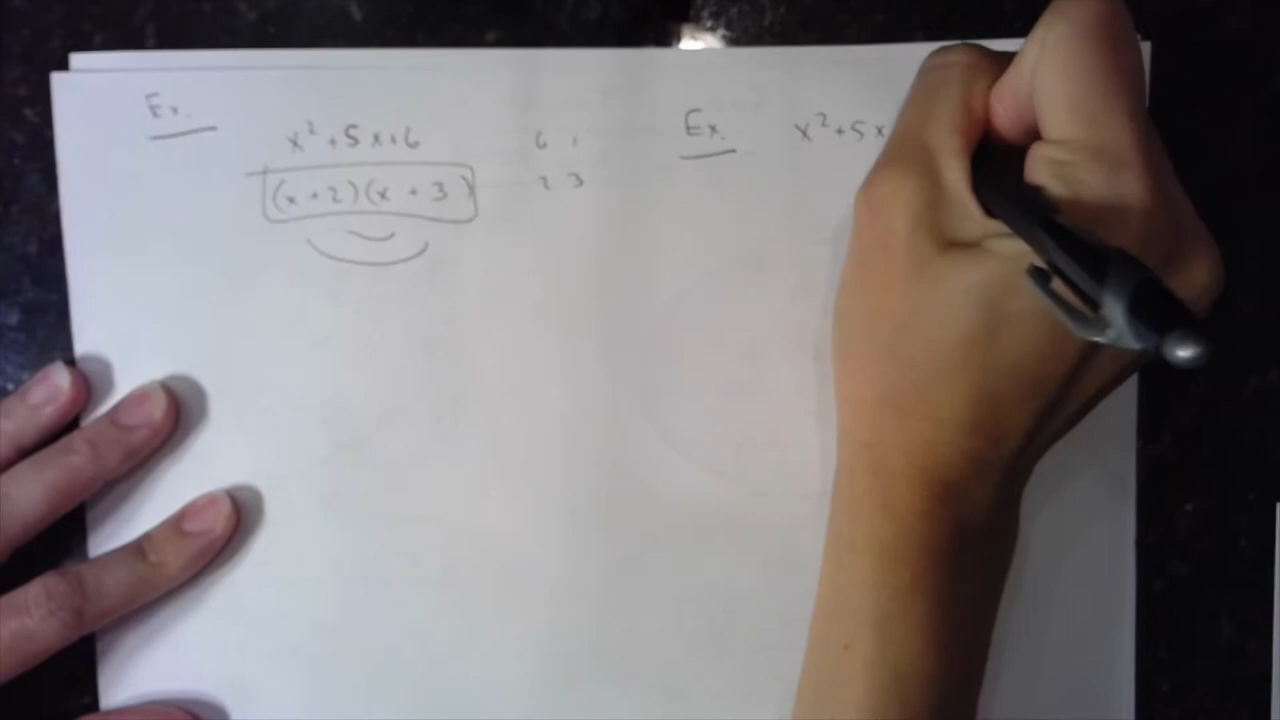 Ex.
x² + 5x + 6
6 1
(x + 2)(x + 3)
2 3
Ex.
x² + 5x